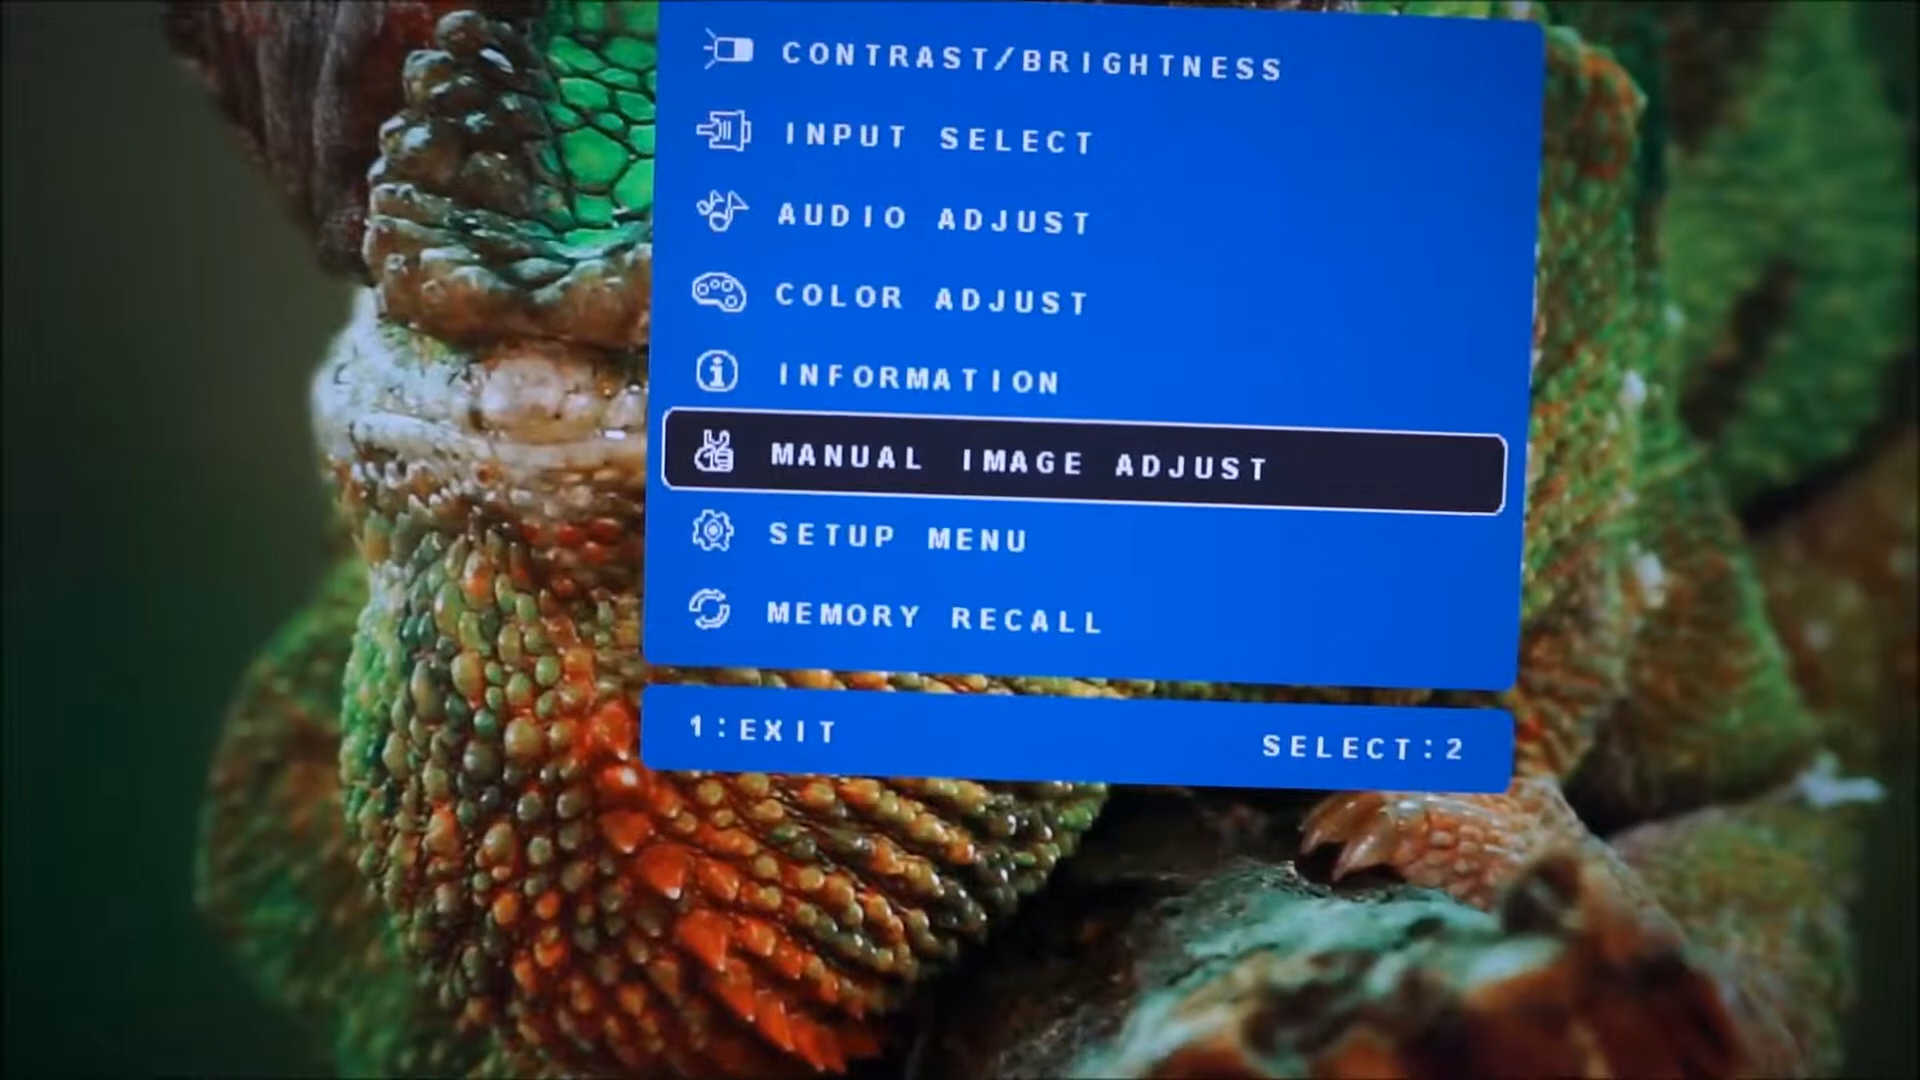 CONTRAST/BRIGHTNESS
INPUT SELECT
AUDIO ADJUST
COLOR ADJUST
INFORMATION
MANUAL IMAGE ADJUST
SETUP MENU
MEMORY RECALL
1:EXIT
SELECT:2